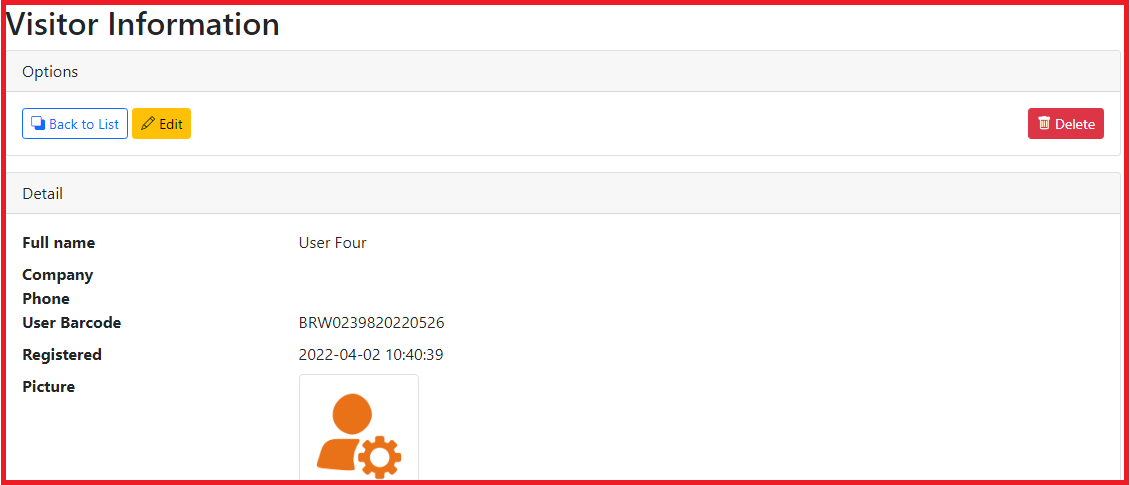 Visitor Information
Options
Back to List Edit Delete
Detail
Full name User Four
Company
Phone
User Barcode BRW0239820220526
Registered 2022-04-02 10:40:39
Picture